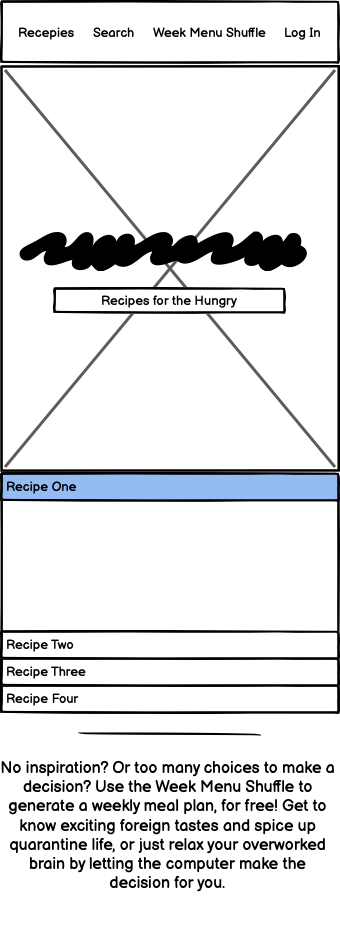 Recepies Search Week Menu Shuffle Log In
Recipes for the Hungry
Recipe One
Recipe Two
Recipe Three
Recipe Four
No inspiration? Or too many choices to make a
decision? Use the Week Menu Shuffle to
generate a weekly meal plan, for free! Get to
know exciting foreign tastes and spice up
quarantine life, or just relax your overworked
brain by letting the computer make the
decision for you.